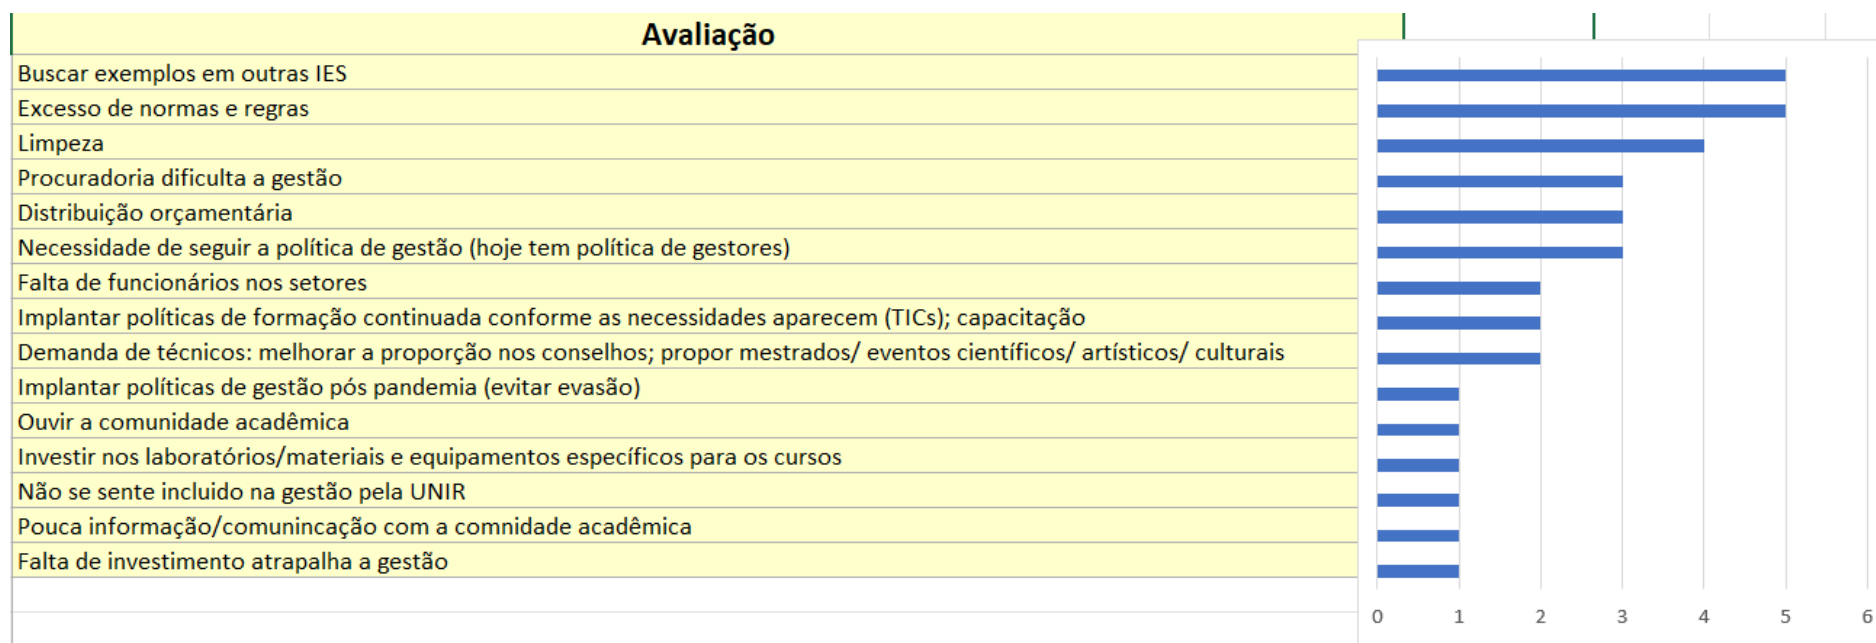 Avaliação
Buscar exemplos em outras IES
Excesso de normas e regras
Limpeza
Procuradoria dificulta a gestão
Distribuição orçamentária
Necessidade de seguir a política de gestão (hoje tem política de gestores)
Falta de funcionários nos setores
Implantar políticas de formação continuada conforme as necessidades aparecem (TICs); capacitação
Demanda de técnicos: melhorar a proporção nos conselhos; propor mestrados/ eventos científicos/ artísticos/ culturais
Implantar políticas de gestão pós pandemia (evitar evasão)
Ouvir a comunidade acadêmica
Investir nos laboratórios/materiais e equipamentos específicos para os cursos
Não se sente incluido na gestão pela UNIR
Pouca informação/comunincação com a comnidade acadêmica
Falta de investimento atrapalha a gestão
0 1 2 3 4 5 6